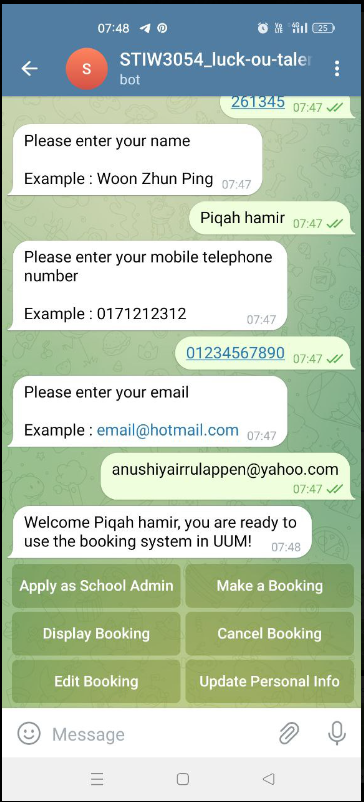 07:48
25
S
STIW3054_luck-ou-taler
bot
261345 07:47
Please enter your name
Example : Woon Zhun Ping 07:47
Piqah hamir 07:47
Please enter your mobile telephone
number
Example : 0171212312 07:47
01234567890 07:47
Please enter your email
Example : email@hotmail.com 07:47
anushiyairrulappen@yahoo.com
07:47
Welcome Piqah hamir, you are ready to
use the booking system in UUM! 07:48
Apply as School Admin Make a Booking
Display Booking Cancel Booking
Edit Booking Update Personal Info
Message